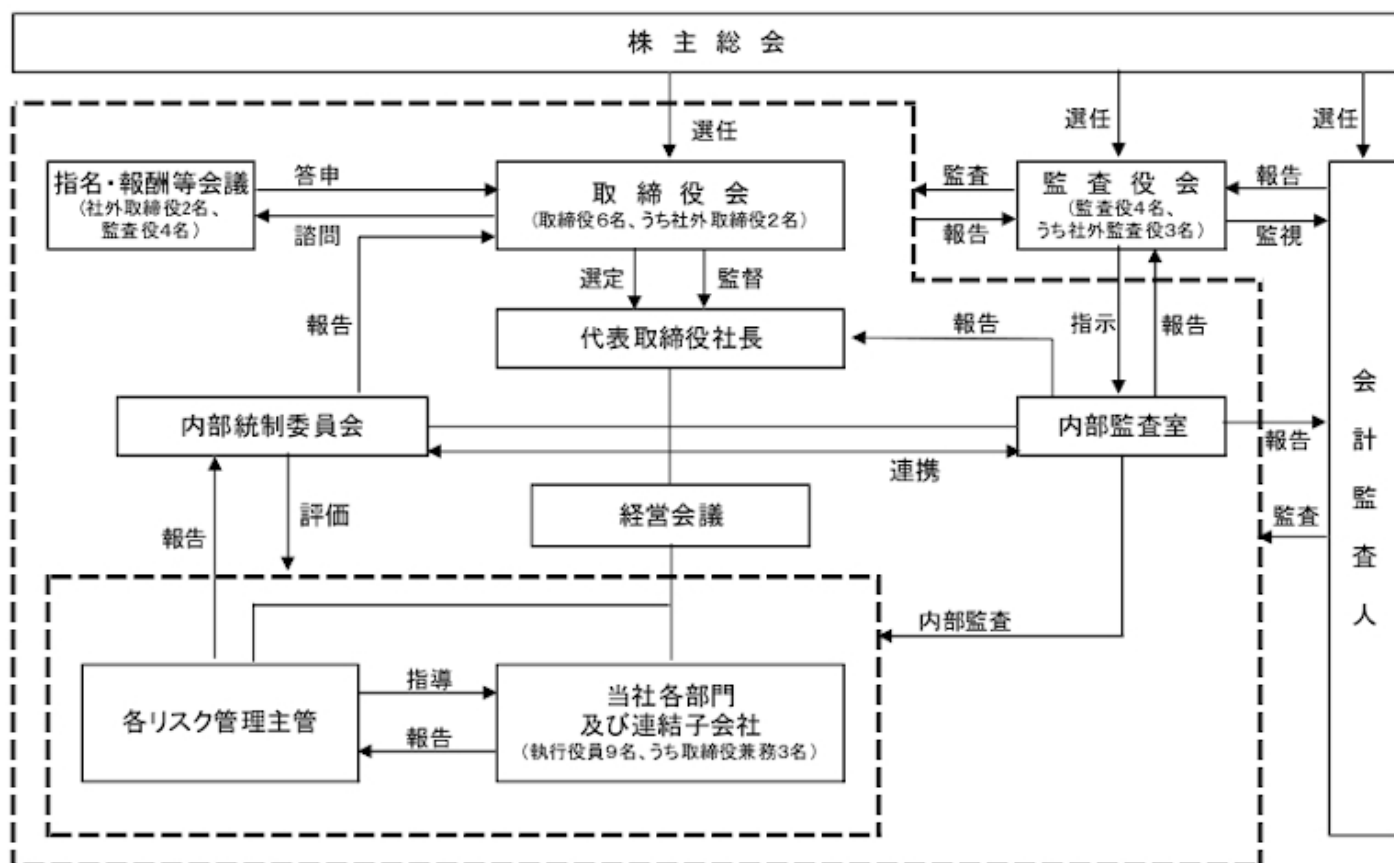 株主総会
選任
選任
選任
指名・報酬等会議
（社外取締役2名、
監査役4名）
答申
諮問
取締役会
（取締役6名、うち社外取締役2名）
監査
報告
監査役会
（監査役4名、
うち社外監査役3名）
報告
監視
選定
監督
報告
代表取締役社長
報告
指示
報告
会計監査人
内部統制委員会
内部監査室
報告
連携
報告
評価
経営会議
監査
内部監査
各リスク管理主管
指導
報告
当社各部門
及び連結子会社
（執行役員9名、うち取締役兼務3名）